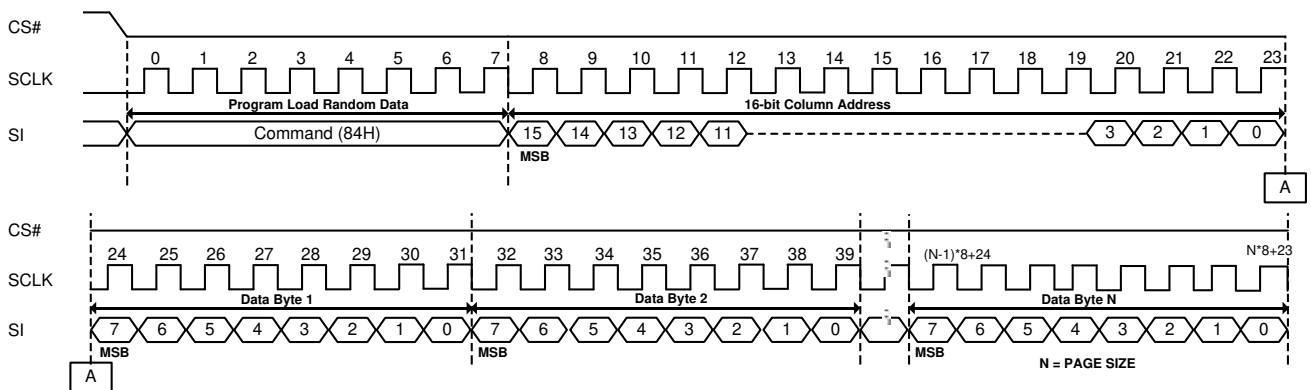 CS#
0 1 2 3 4 5 6 7 8 9 10 11 12 13 14 15 16 17 18 19 20 21 22 23
SCLK
Program Load Random Data 16-bit Column Address
SI Command (84H) 15 14 13 12 11 3 2 1 0
MSB
A
CS#
24 25 26 27 28 29 30 31 32 33 34 35 36 37 38 39 (N-1)*8+24 N*8+23
SCLK
Data Byte 1 Data Byte 2 Data Byte N
SI 7 6 5 4 3 2 1 0 7 6 5 4 3 2 1 0 7 6 5 4 3 2 1 0
MSB MSB MSB
N = PAGE SIZE
A